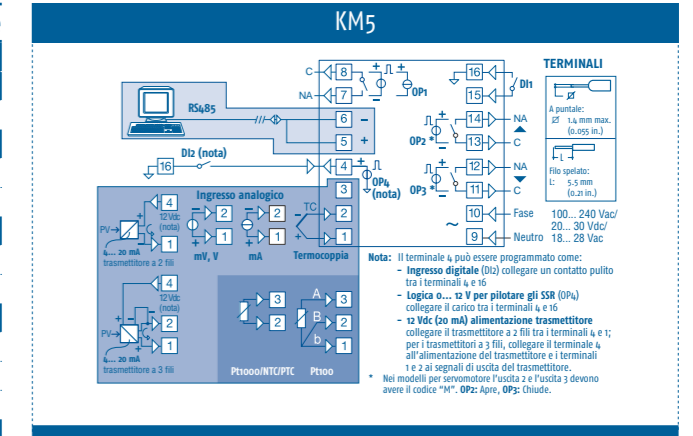 KM5
TERMINALI
C 8 + + OP1
NA 7 - -
RS485
6 -
5 +
16 DI1
15
14 NA
OP2 *
13 C
12 NA
OP3 *
11 C
10 Fase
9 Neutro
100... 240 Vac/
20... 30 Vdc/
18... 28 Vac
A puntale:
Ø 1.4 mm max.
(0.055 in.)
L
Filo spelato:
L: 5.5 mm
(0.21 in.)
DI2 (nota)
16
4
OP4
(nota)
3
Ingresso analogico
4
12 Vdc
(nota)
PV
1
4... 20 mA
trasmettitore a 2 fili
2
1
mV, V
2
1
mA
TC
2
1
Termocoppia
4
12 Vdc
(nota)
2
PV
1
4... 20 mA
trasmettitore a 3 fili
3
2
Pt1000/NTC/PTC
A 3
B 2
b 1
Pt100
Nota: Il terminale 4 può essere programmato come:
- Ingresso digitale (DI2) collegare un contatto pulito
tra i terminali 4 e 16
- Logica 0... 12 V per pilotare gli SSR (OP4)
collegare il carico tra i terminali 4 e 16
- 12 Vdc (20 mA) alimentazione trasmettitore
collegare il trasmettitore a 2 fili tra i terminali 4 e 1;
per i trasmettitori a 3 fili, collegare il terminale 4
all'alimentazione del trasmettitore e i terminali
1 e 2 ai segnali di uscita del trasmettitore.
* Nei modelli per servomotore l'uscita 2 e l'uscita 3 devono
avere il codice "M". OP2: Apre, OP3: Chiude.